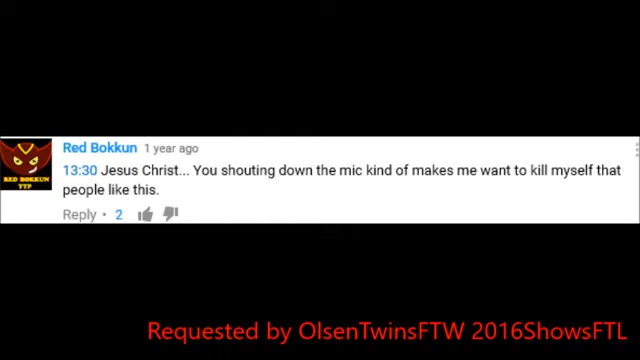 RED BOKKUN
YTP
Red Bokkun 1 year ago
13:30 Jesus Christ... You shouting down the mic kind of makes me want to kill myself that
people like this.
Reply • 2
Requested by OlsenTwinsFTW 2016ShowsFTL